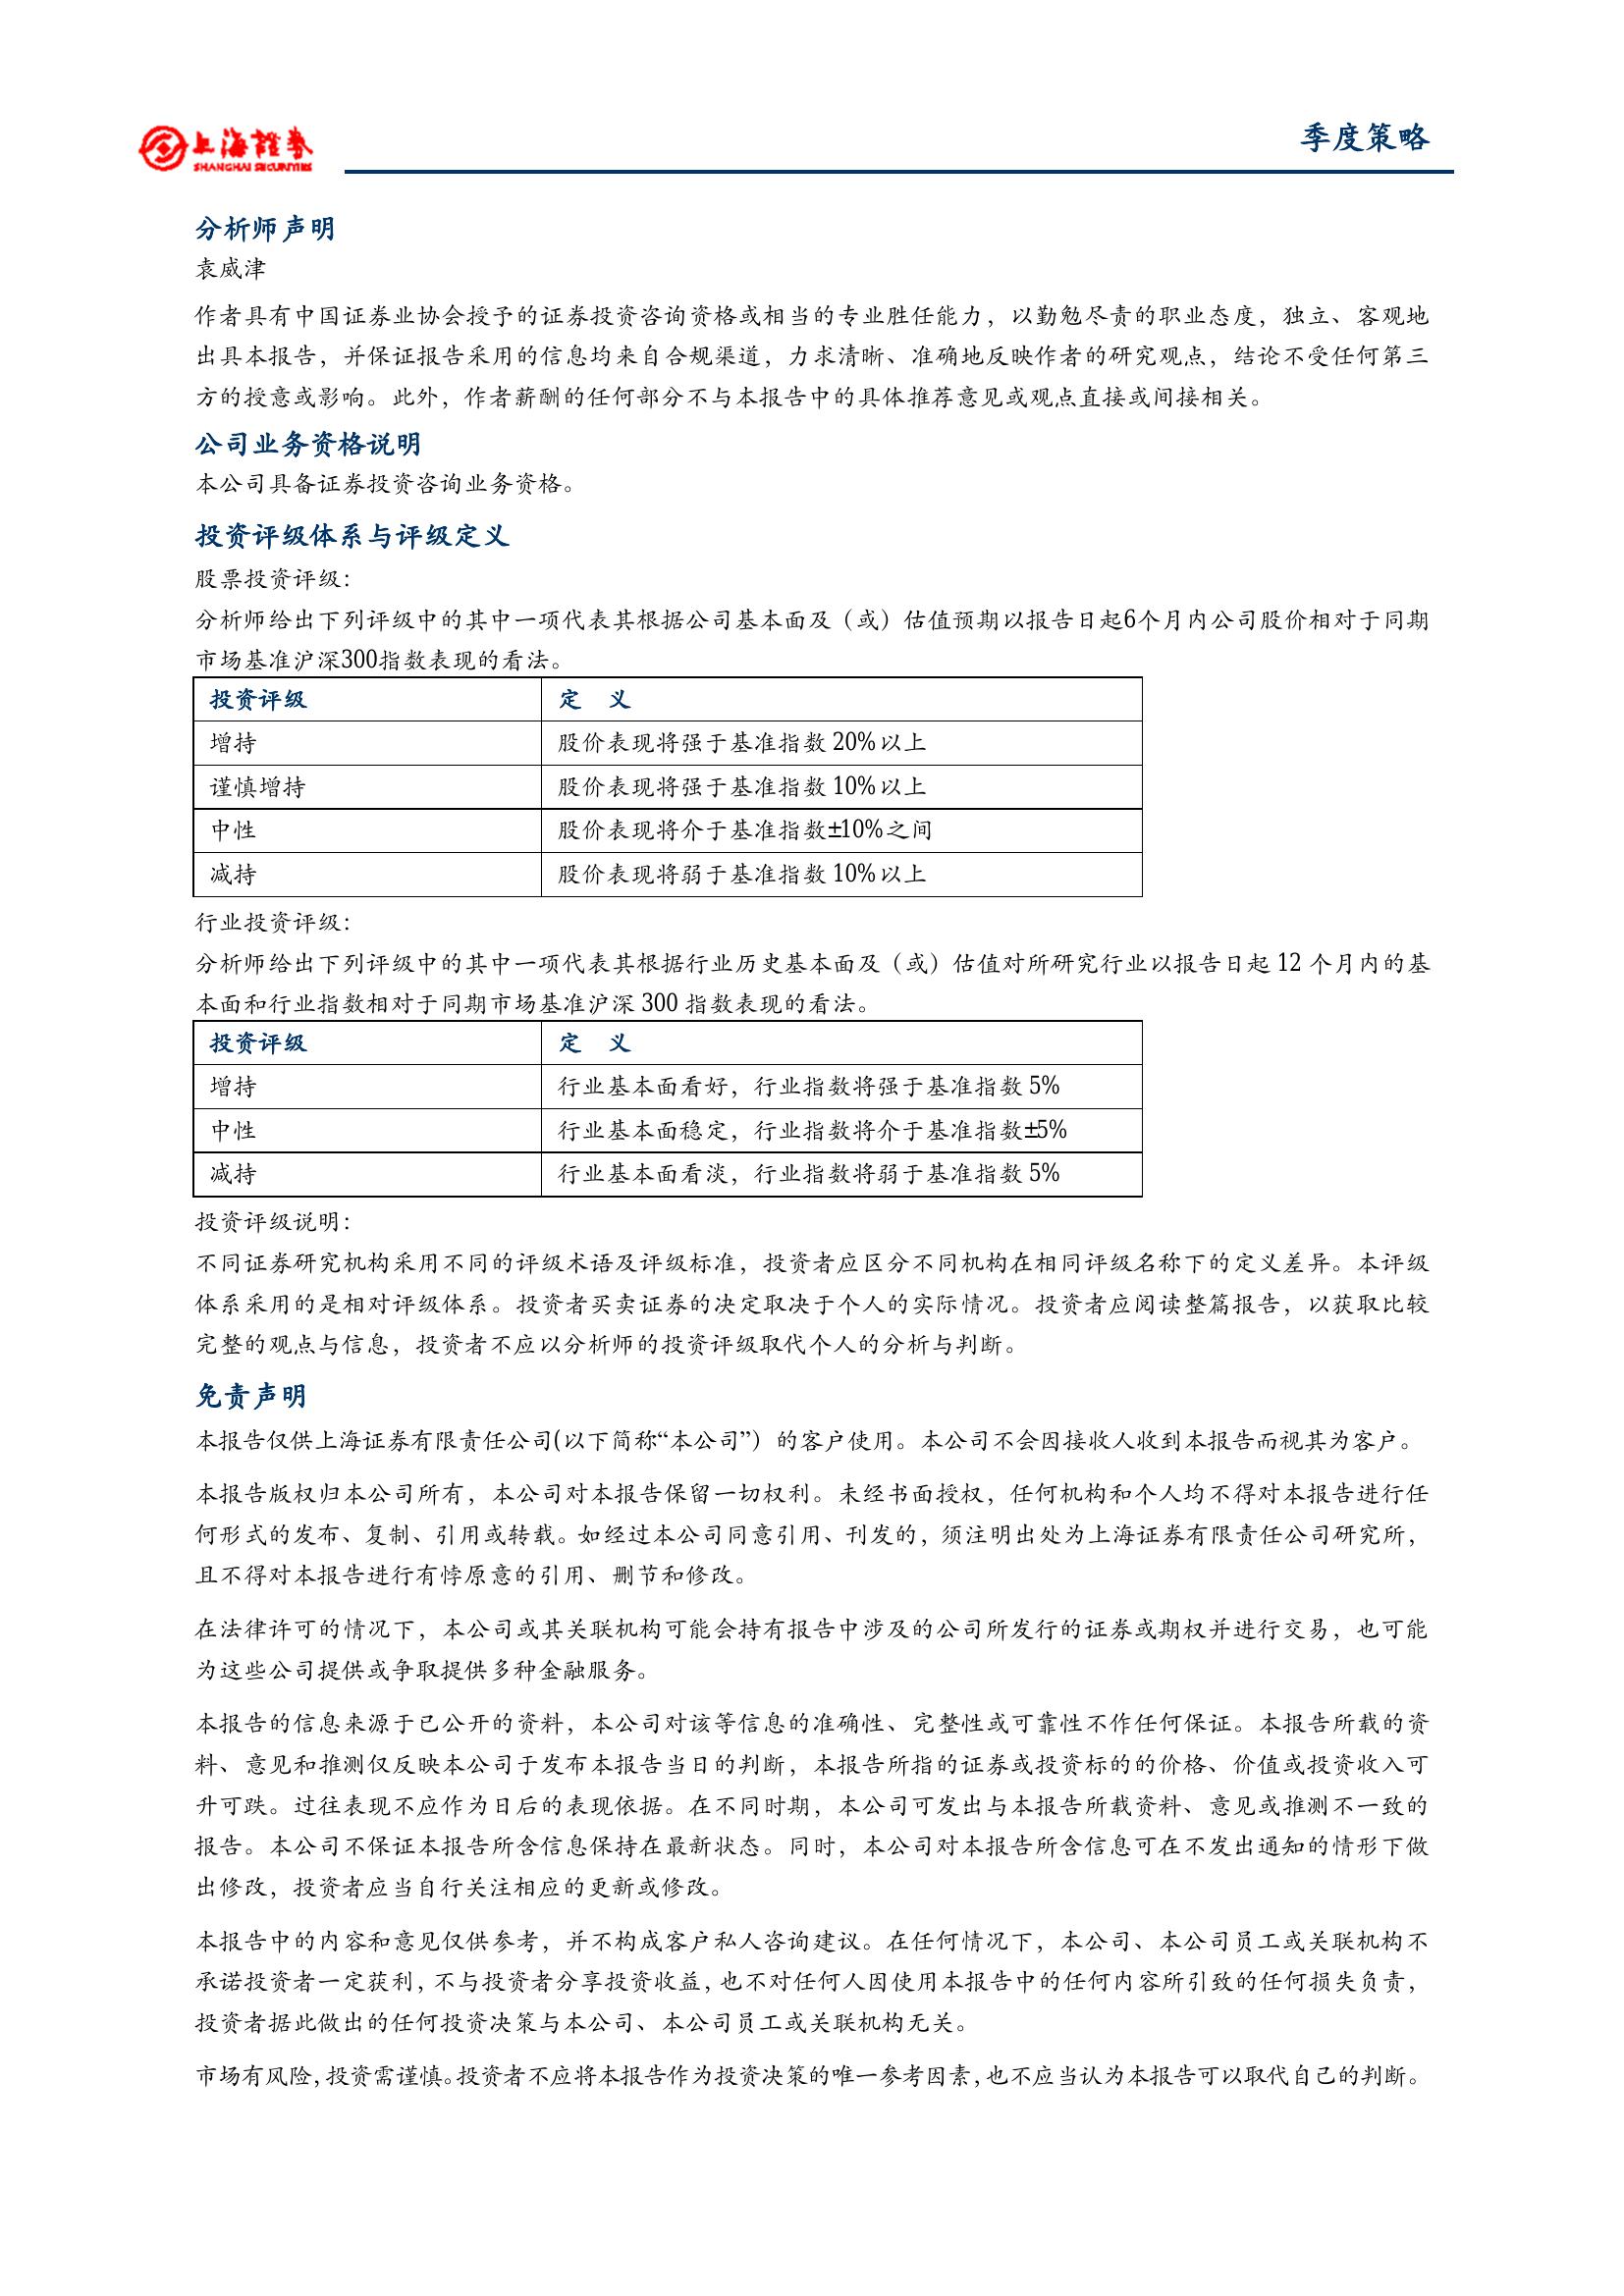 上海證券
SHANGHAI SECURITIES
季度策略
分析师声明
袁威津
作者具有中国证券业协会授予的证券投资咨询资格或相当的专业胜任能力，以勤勉尽责的职业态度，独立、客观地
出具本报告，并保证报告采用的信息均来自合规渠道，力求清晰、准确地反映作者的研究观点，结论不受任何第三
方的授意或影响。此外，作者薪酬的任何部分不与本报告中的具体推荐意见或观点直接或间接相关。
公司业务资格说明
本公司具备证券投资咨询业务资格。
投资评级体系与评级定义
股票投资评级：
分析师给出下列评级中的其中一项代表其根据公司基本面及（或）估值预期以报告日起6个月内公司股价相对于同期
市场基准沪深300指数表现的看法。
投资评级 定 义
增持 股价表现将强于基准指数 20%以上
谨慎增持 股价表现将强于基准指数 10%以上
中性 股价表现将介于基准指数±10%之间
减持 股价表现将弱于基准指数 10%以上
行业投资评级：
分析师给出下列评级中的其中一项代表其根据行业历史基本面及（或）估值对所研究行业以报告日起 12 个月内的基
本面和行业指数相对于同期市场基准沪深 300 指数表现的看法。
投资评级 定 义
增持 行业基本面看好，行业指数将强于基准指数 5%
中性 行业基本面稳定，行业指数将介于基准指数±5%
减持 行业基本面看淡，行业指数将弱于基准指数 5%
投资评级说明：
不同证券研究机构采用不同的评级术语及评级标准，投资者应区分不同机构在相同评级名称下的定义差异。本评级
体系采用的是相对评级体系。投资者买卖证券的决定取决于个人的实际情况。投资者应阅读整篇报告，以获取比较
完整的观点与信息，投资者不应以分析师的投资评级取代个人的分析与判断。
免责声明
本报告仅供上海证券有限责任公司(以下简称“本公司”）的客户使用。本公司不会因接收人收到本报告而视其为客户。
本报告版权归本公司所有，本公司对本报告保留一切权利。未经书面授权，任何机构和个人均不得对本报告进行任
何形式的发布、复制、引用或转载。如经过本公司同意引用、刊发的，须注明出处为上海证券有限责任公司研究所，
且不得对本报告进行有悖原意的引用、删节和修改。
在法律许可的情况下，本公司或其关联机构可能会持有报告中涉及的公司所发行的证券或期权并进行交易，也可能
为这些公司提供或争取提供多种金融服务。
本报告的信息来源于已公开的资料，本公司对该等信息的准确性、完整性或可靠性不作任何保证。本报告所载的资
料、意见和推测仅反映本公司于发布本报告当日的判断，本报告所指的证券或投资标的的价格、价值或投资收入可
升可跌。过往表现不应作为日后的表现依据。在不同时期，本公司可发出与本报告所载资料、意见或推测不一致的
报告。本公司不保证本报告所含信息保持在最新状态。同时，本公司对本报告所含信息可在不发出通知的情形下做
出修改，投资者应当自行关注相应的更新或修改。
本报告中的内容和意见仅供参考，并不构成客户私人咨询建议。在任何情况下，本公司、本公司员工或关联机构不
承诺投资者一定获利，不与投资者分享投资收益，也不对任何人因使用本报告中的任何内容所引致的任何损失负责，
投资者据此做出的任何投资决策与本公司、本公司员工或关联机构无关。
市场有风险，投资需谨慎。投资者不应将本报告作为投资决策的唯一参考因素，也不应当认为本报告可以取代自己的判断。